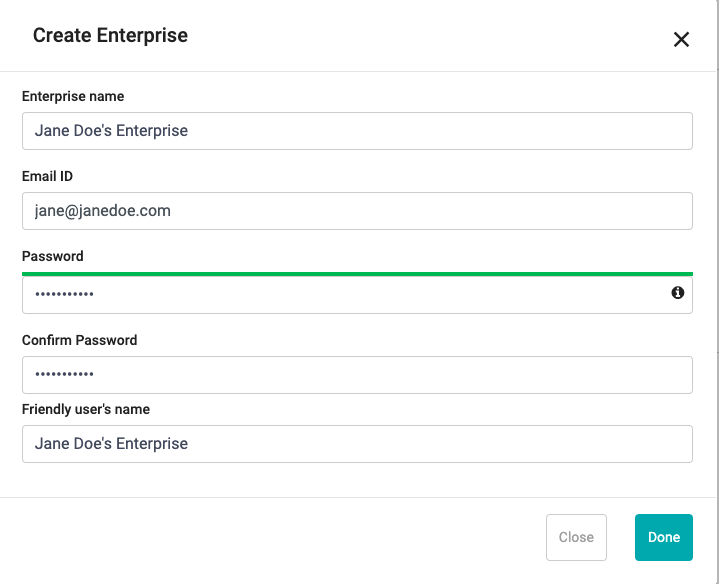 Create Enterprise
Enterprise name
Jane Doe's Enterprise
Email ID
jane@janedoe.com
Password
•••••••••••
Confirm Password
•••••••••••
Friendly user's name
Jane Doe's Enterprise
Close
Done